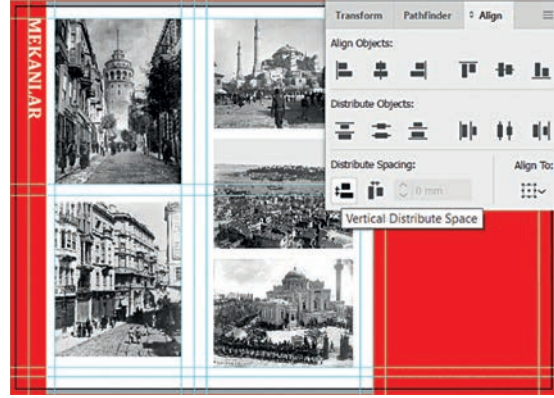 MEKANLAR
Transform Pathfinder Align
Align Objects:
Distribute Objects:
Distribute Spacing: Align To:
0 mm
Vertical Distribute Space